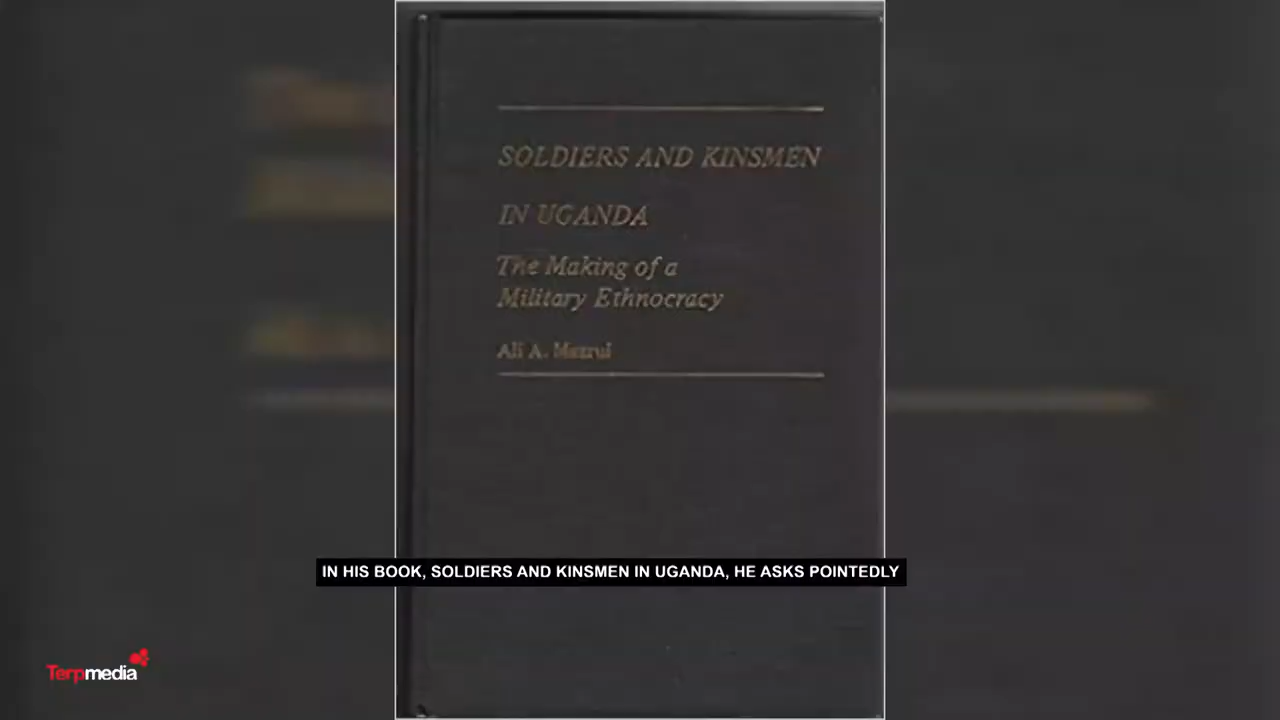 SOLDIERS AND KINSMEN
IN UGANDA
The Making of a
Military Ethnocracy
Ali A. Mazrui
IN HIS BOOK, SOLDIERS AND KINSMEN IN UGANDA, HE ASKS POINTEDLY
Terpmedia